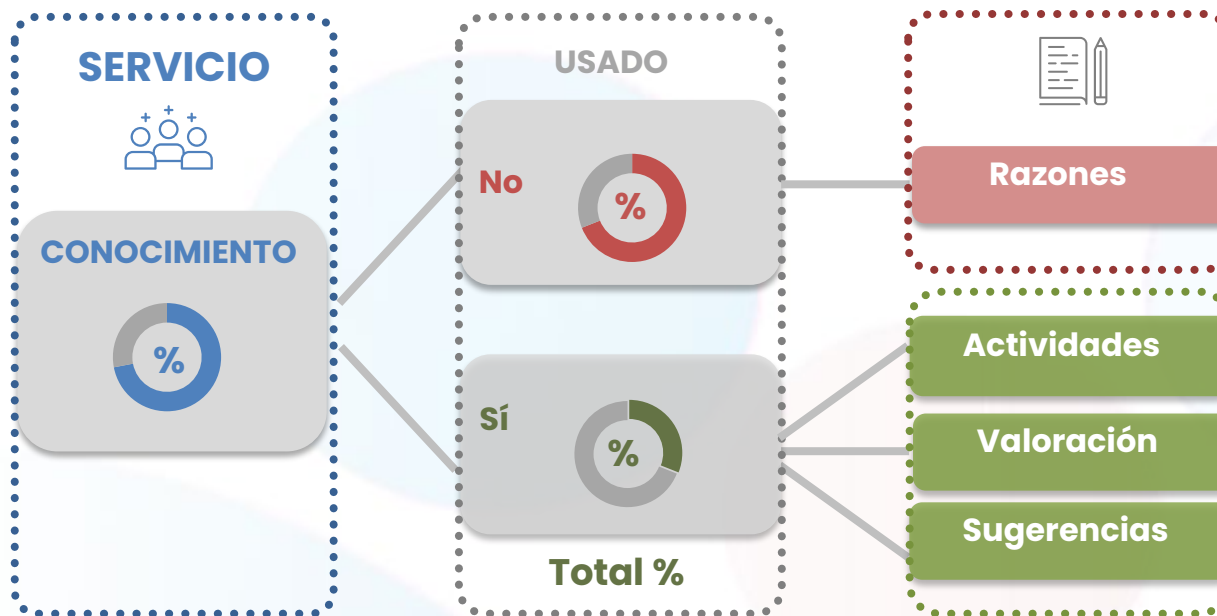 SERVICIO
CONOCIMIENTO
%
USADO
No
%
Sí
%
Total %
Razones
Actividades
Valoración
Sugerencias